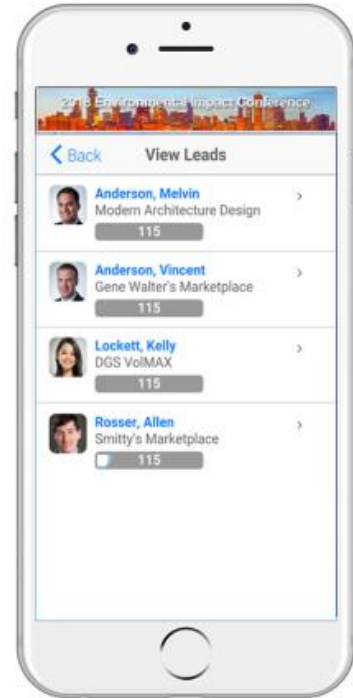 2018 Environmental Impact Conference
Back View Leads
Anderson, Melvin
Modern Architecture Design
115
Anderson, Vincent
Gene Walter's Marketplace
115
Lockett, Kelly
DGS VolMAX
115
Rosser, Allen
Smitty's Marketplace
115